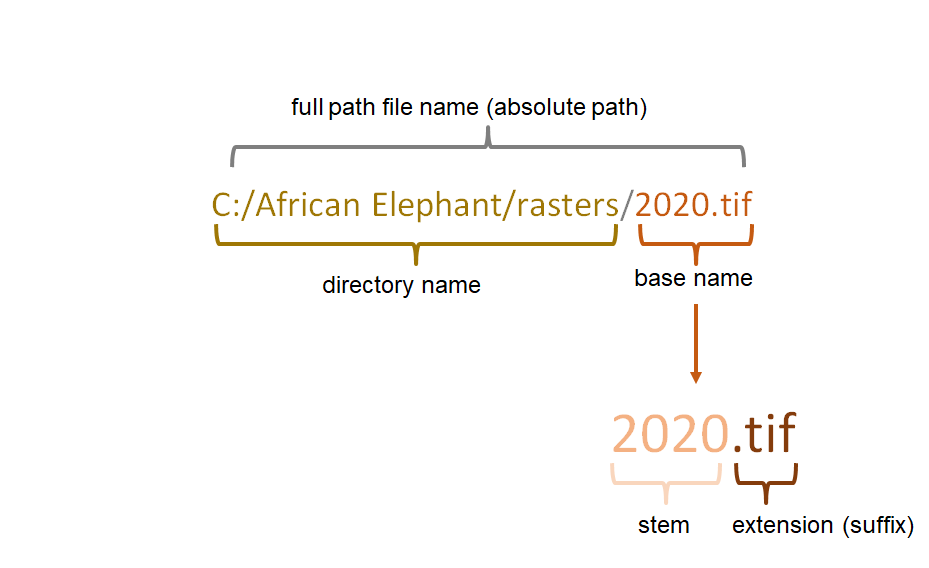 full path file name (absolute path)
C:/African Elephant/rasters/2020.tif
directory name
base name
2020.tif
stem
extension (suffix)